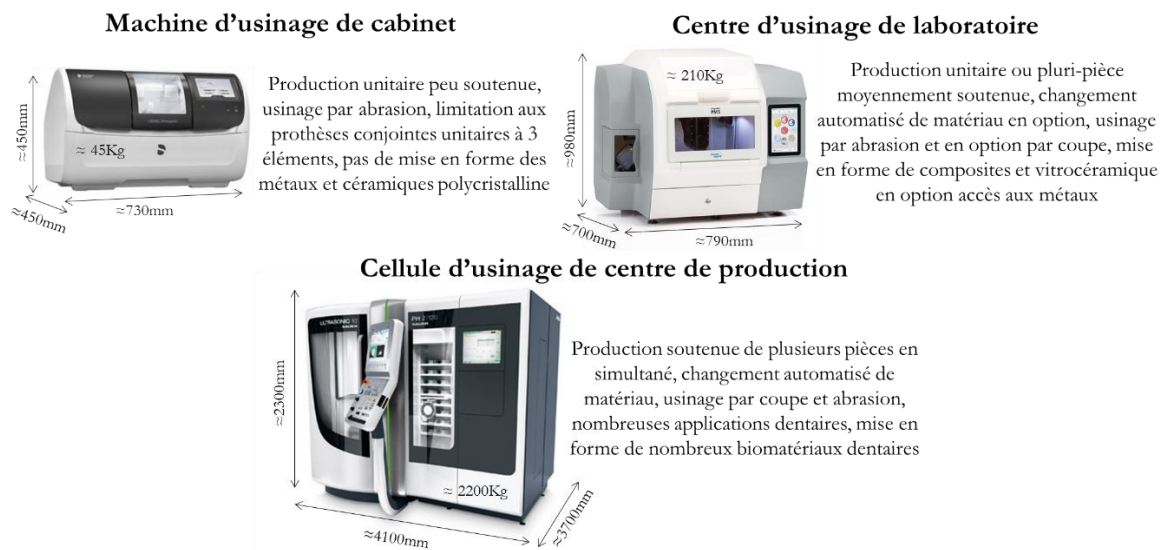 Machine d’usinage de cabinet
≈450mm
≈ 45Kg
≈450mm
≈730mm
Production unitaire peu soutenue,
usinage par abrasion, limitation aux
prothèses conjointes unitaires à 3
éléments, pas de mise en forme des
métaux et céramiques polycristalline
Centre d’usinage de laboratoire
≈980mm
≈ 210Kg
≈700mm
≈790mm
Production unitaire ou pluri-pièce
moyennement soutenue, changement
automatisé de matériau en option, usinage
par abrasion et en option par coupe, mise
en forme de composites et vitrocéramique
en option accès aux métaux
Cellule d’usinage de centre de production
≈2300mm
ULTRASONIC 10
PH 2|120
≈ 2200Kg
≈4100mm
≈3700mm
Production soutenue de plusieurs pièces en
simultané, changement automatisé de
matériau, usinage par coupe et abrasion,
nombreuses applications dentaires, mise en
forme de nombreux biomatériaux dentaires